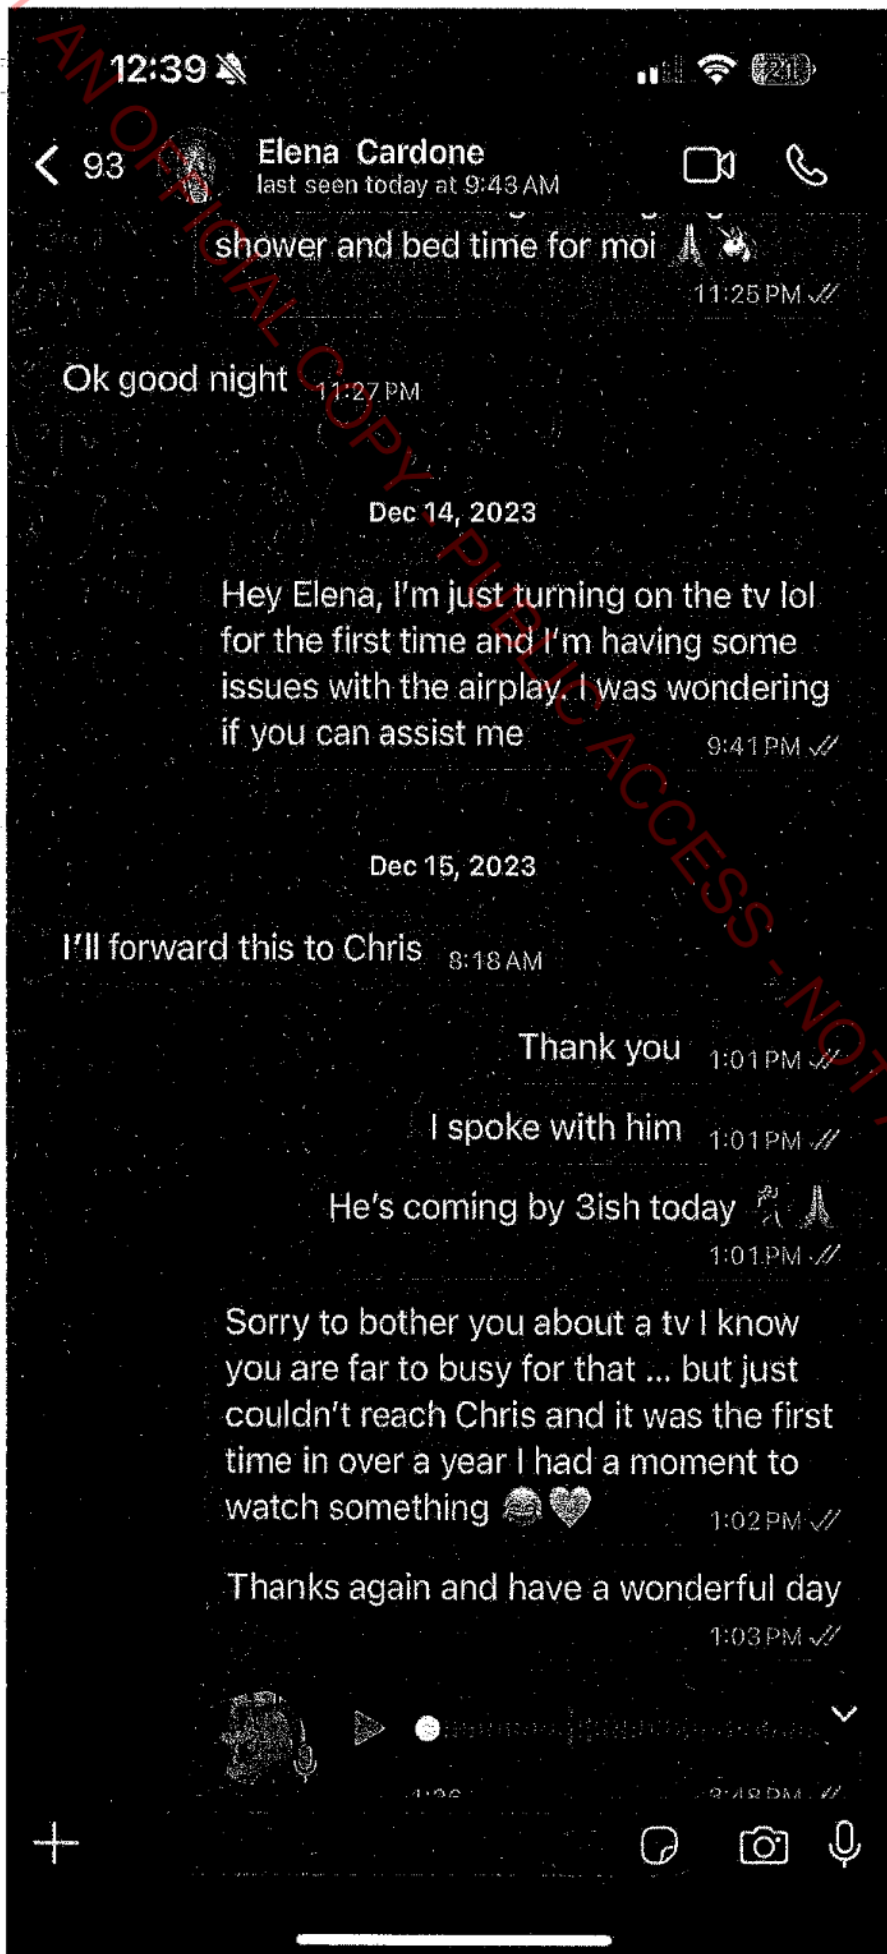 12:39
21
93
Elena Cardone
last seen today at 9:43 AM
shower and bed time for moi
11:25 PM
Ok good night 11:27 PM
Dec 14, 2023
Hey Elena, I'm just turning on the tv lol
for the first time and I'm having some
issues with the airplay. I was wondering
if you can assist me 9:41 PM
Dec 15, 2023
I'll forward this to Chris 8:18 AM
Thank you 1:01 PM
I spoke with him 1:01 PM
He's coming by 3ish today
1:01 PM
Sorry to bother you about a tv I know
you are far to busy for that ... but just
couldn't reach Chris and it was the first
time in over a year I had a moment to
watch something 1:02 PM
Thanks again and have a wonderful day
1:03 PM
AN OFFICIAL COPY - PUBLIC ACCESS - NOT